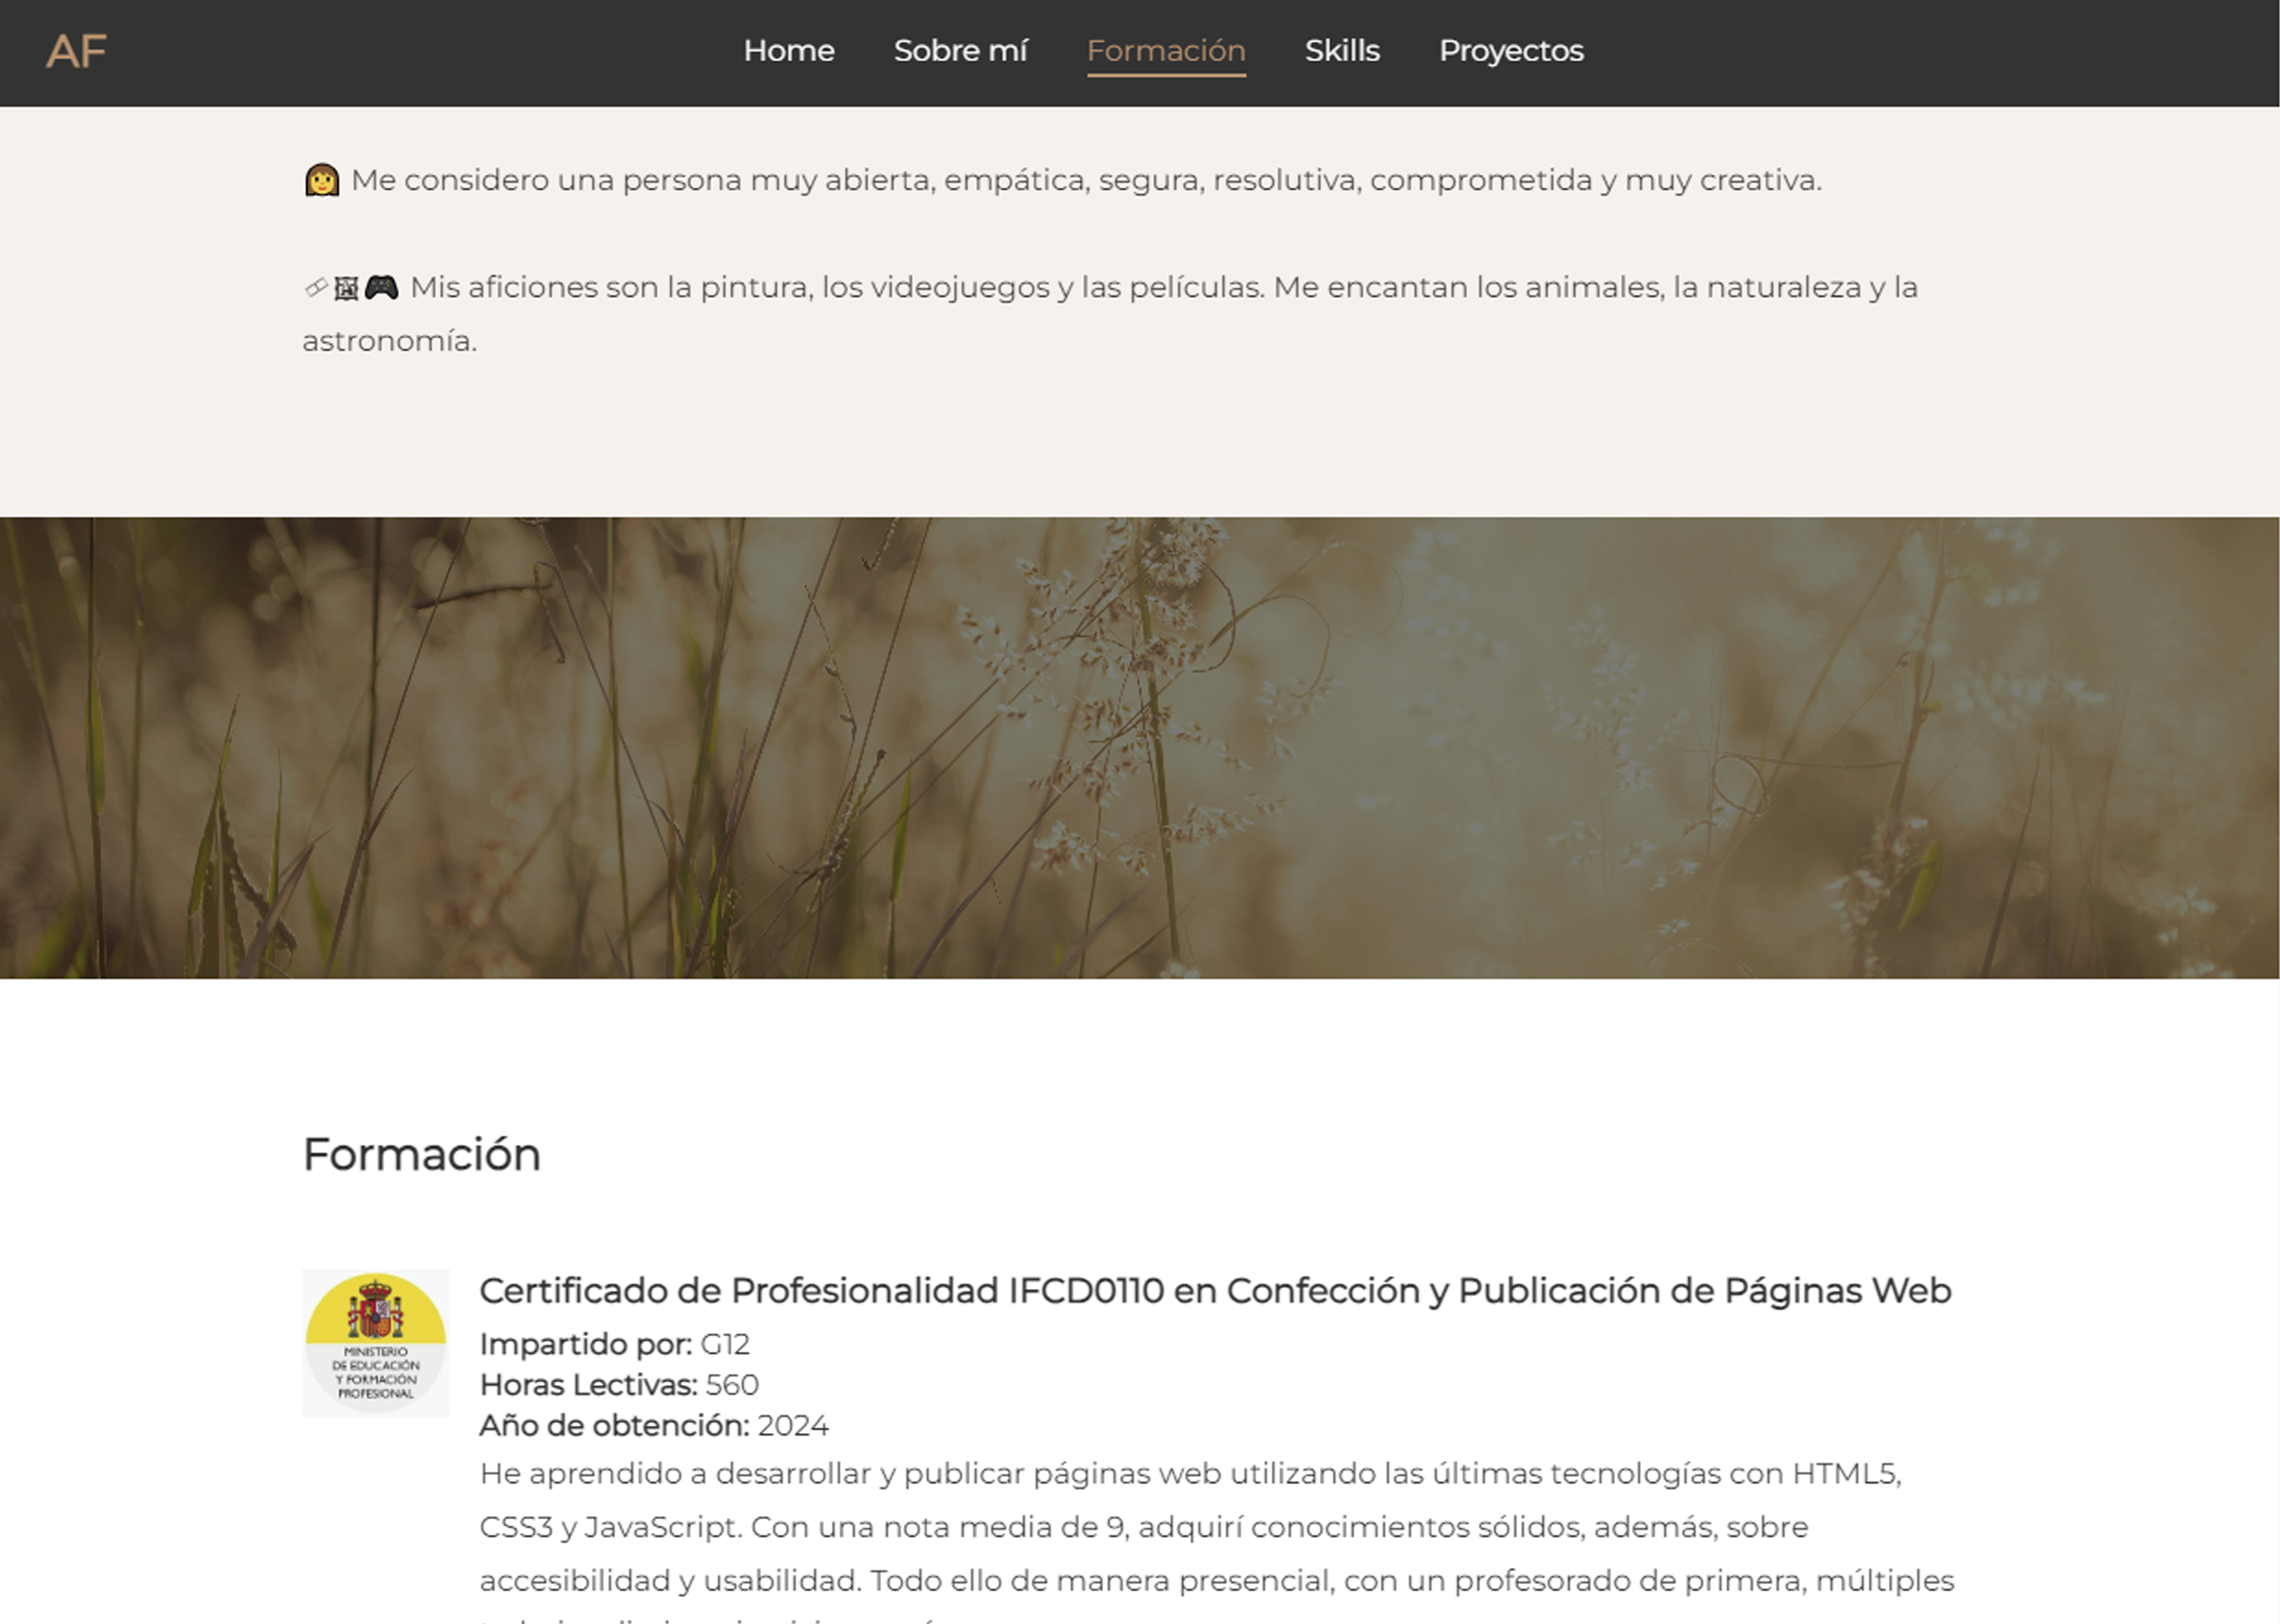 AF
Home Sobre mí Formación Skills Proyectos
👩 Me considero una persona muy abierta, empática, segura, resolutiva, comprometida y muy creativa.
🖼🎮 Mis aficiones son la pintura, los videojuegos y las películas. Me encantan los animales, la naturaleza y la
astronomía.
Formación
MINISTERIO
DE EDUCACIÓN
Y FORMACIÓN
PROFESIONAL
Certificado de Profesionalidad IFCD0110 en Confección y Publicación de Páginas Web
Impartido por: G12
Horas Lectivas: 560
Año de obtención: 2024
He aprendido a desarrollar y publicar páginas web utilizando las últimas tecnologías con HTML5,
CSS3 y JavaScript. Con una nota media de 9, adquirí conocimientos sólidos, además, sobre
accesibilidad y usabilidad. Todo ello de manera presencial, con un profesorado de primera, múltiples